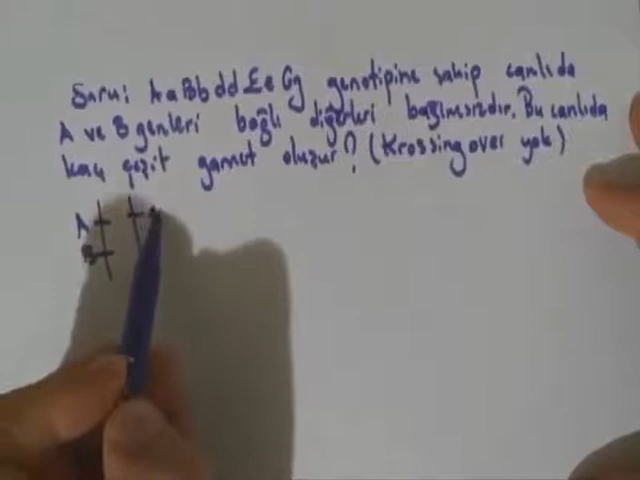 Soru: AaBbddEeGg genotipine sahip canlıda
A ve B genleri bağlı diğerleri bağımsızdır. Bu canlıda
kaç çeşit gamet oluşur? (Krossing over yok)
A
B